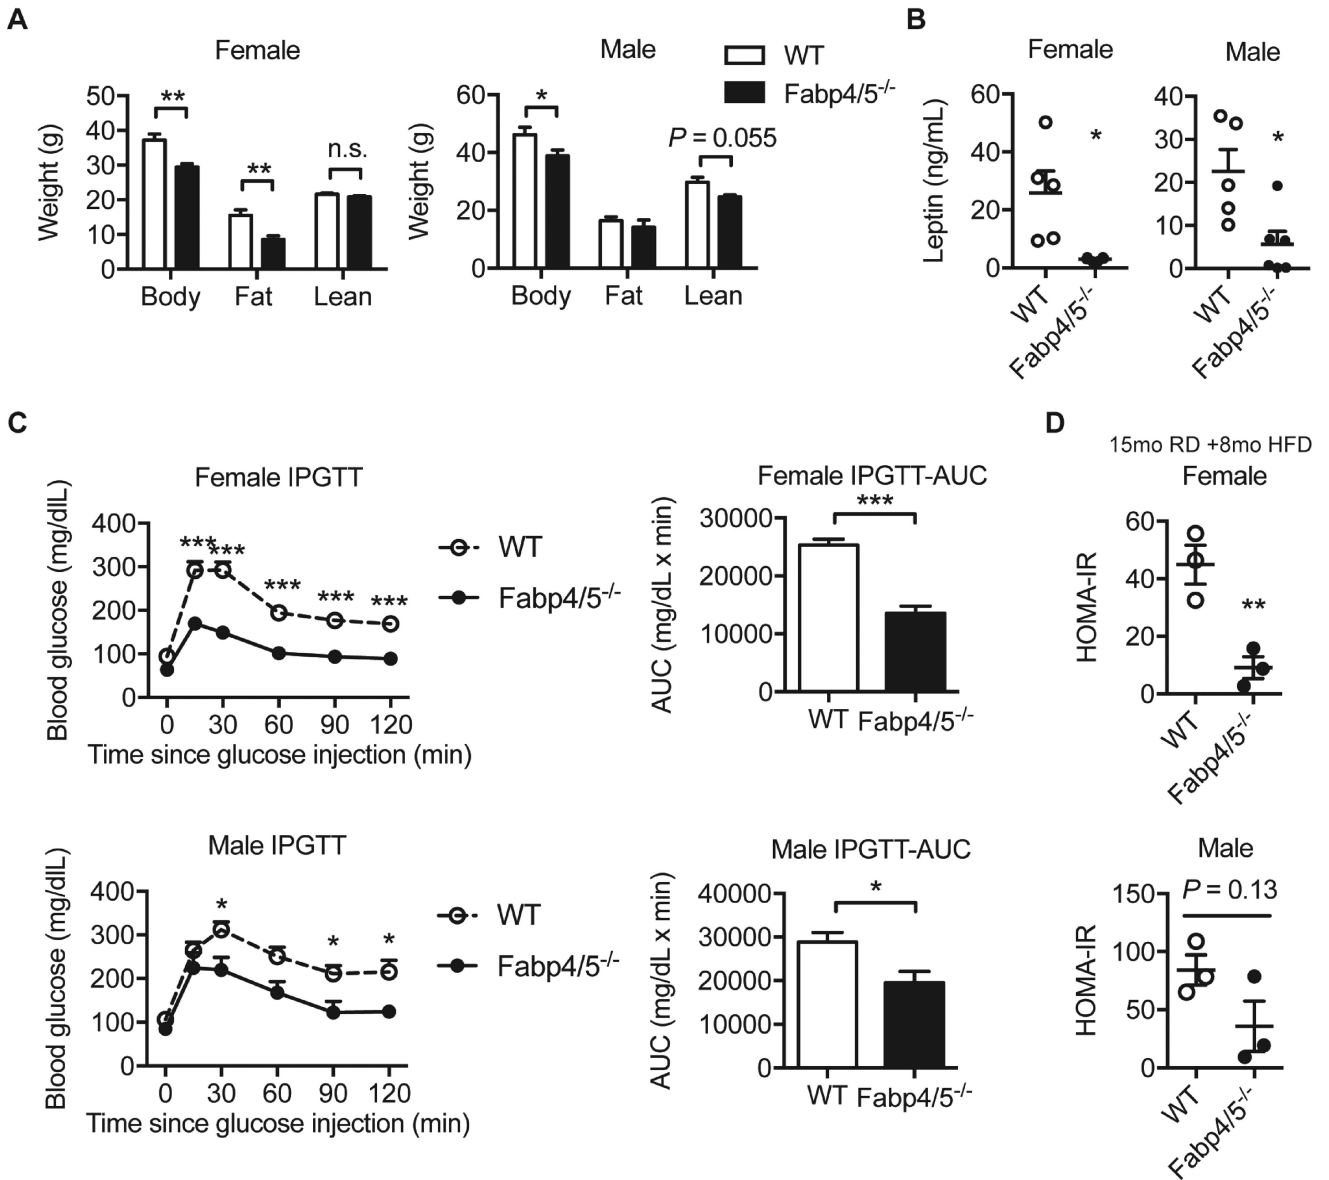 A
Female
Weight (g)
50
40
30
20
10
0
**
**
n.s.
Body
Fat
Lean
Male
WT
Fabp4/5-/-
Weight (g)
60
40
20
0
*
P = 0.055
Body
Fat
Lean
B
Female
Leptin (ng/mL)
60
40
20
0
*
WT
Fabp4/5-/-
Male
40
30
20
10
0
*
WT
Fabp4/5-/-
C
Female IPGTT
Blood glucose (mg/dlL)
400
300
200
100
0
***
***
***
***
***
WT
Fabp4/5-/-
0 30 60 90 120
Time since glucose injection (min)
Female IPGTT-AUC
AUC (mg/dL x min)
30000
20000
10000
0
***
WT
Fabp4/5-/-
D
15mo RD +8mo HFD
Female
HOMA-IR
60
40
20
0
**
WT
Fabp4/5-/-
Male IPGTT
Blood glucose (mg/dlL)
400
300
200
100
0
*
*
*
WT
Fabp4/5-/-
0 30 60 90 120
Time since glucose injection (min)
Male IPGTT-AUC
AUC (mg/dL x min)
40000
30000
20000
10000
0
*
WT
Fabp4/5-/-
Male
HOMA-IR
150
100
50
0
P = 0.13
WT
Fabp4/5-/-